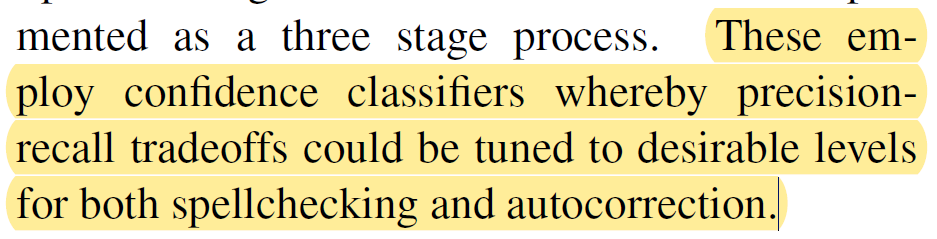 mented as a three stage process. These em-
ploy confidence classifiers whereby precision-
recall tradeoffs could be tuned to desirable levels
for both spellchecking and autocorrection.